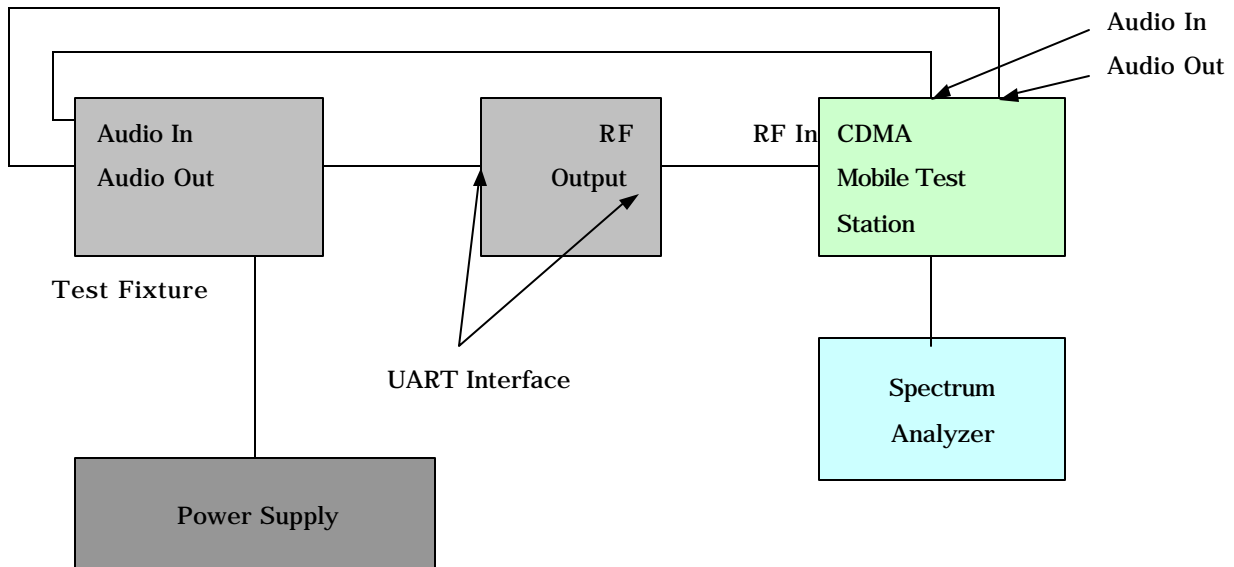 Audio In
Audio Out
Audio In
Audio Out
RF
Output
RF In
CDMA
Mobile Test
Station
Test Fixture
UART Interface
Spectrum
Analyzer
Power Supply